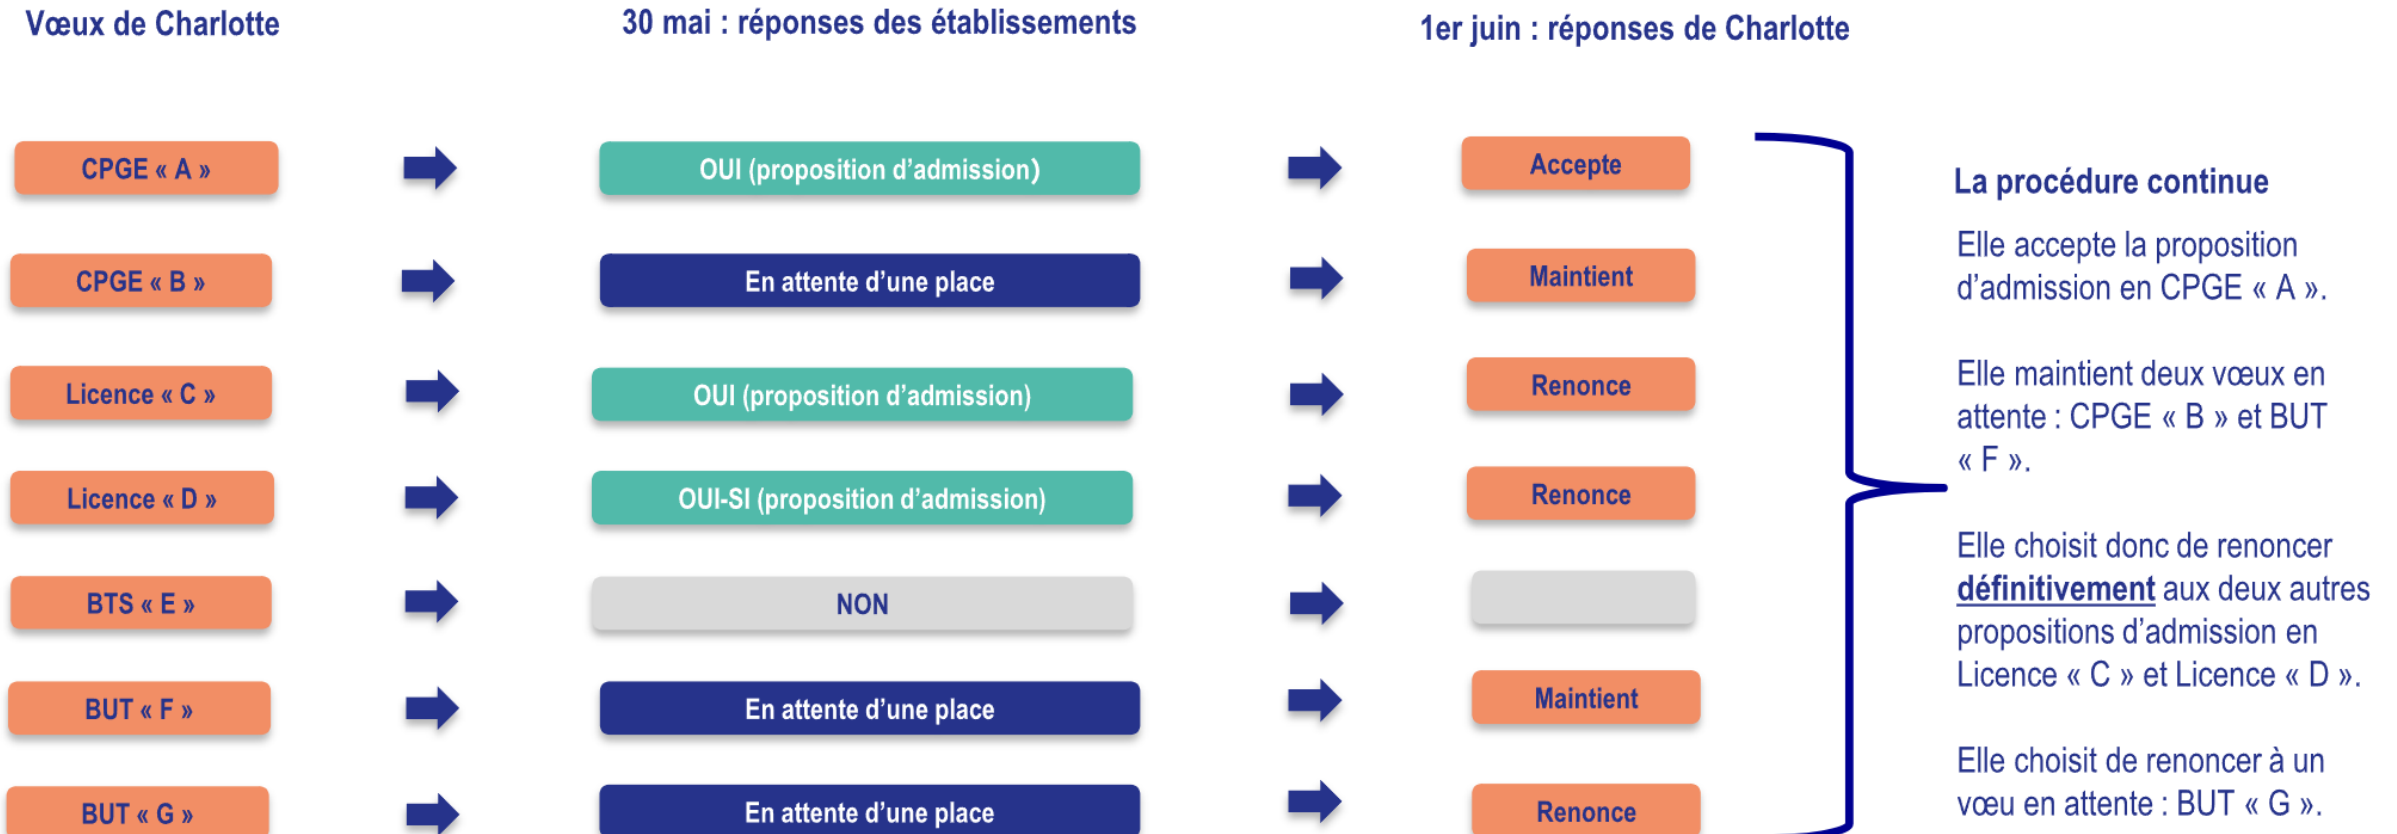 Vœux de Charlotte
30 mai : réponses des établissements
1er juin : réponses de Charlotte
CPGE « A »
OUI (proposition d’admission)
Accepte
CPGE « B »
En attente d’une place
Maintient
Licence « C »
OUI (proposition d’admission)
Renonce
Licence « D »
OUI-SI (proposition d’admission)
Renonce
BTS « E »
NON
BUT « F »
En attente d’une place
Maintient
BUT « G »
En attente d’une place
Renonce
La procédure continue
Elle accepte la proposition
d’admission en CPGE « A ».
Elle maintient deux vœux en
attente : CPGE « B » et BUT
« F ».
Elle choisit donc de renoncer
définitivement aux deux autres
propositions d’admission en
Licence « C » et Licence « D ».
Elle choisit de renoncer à un
vœu en attente : BUT « G ».